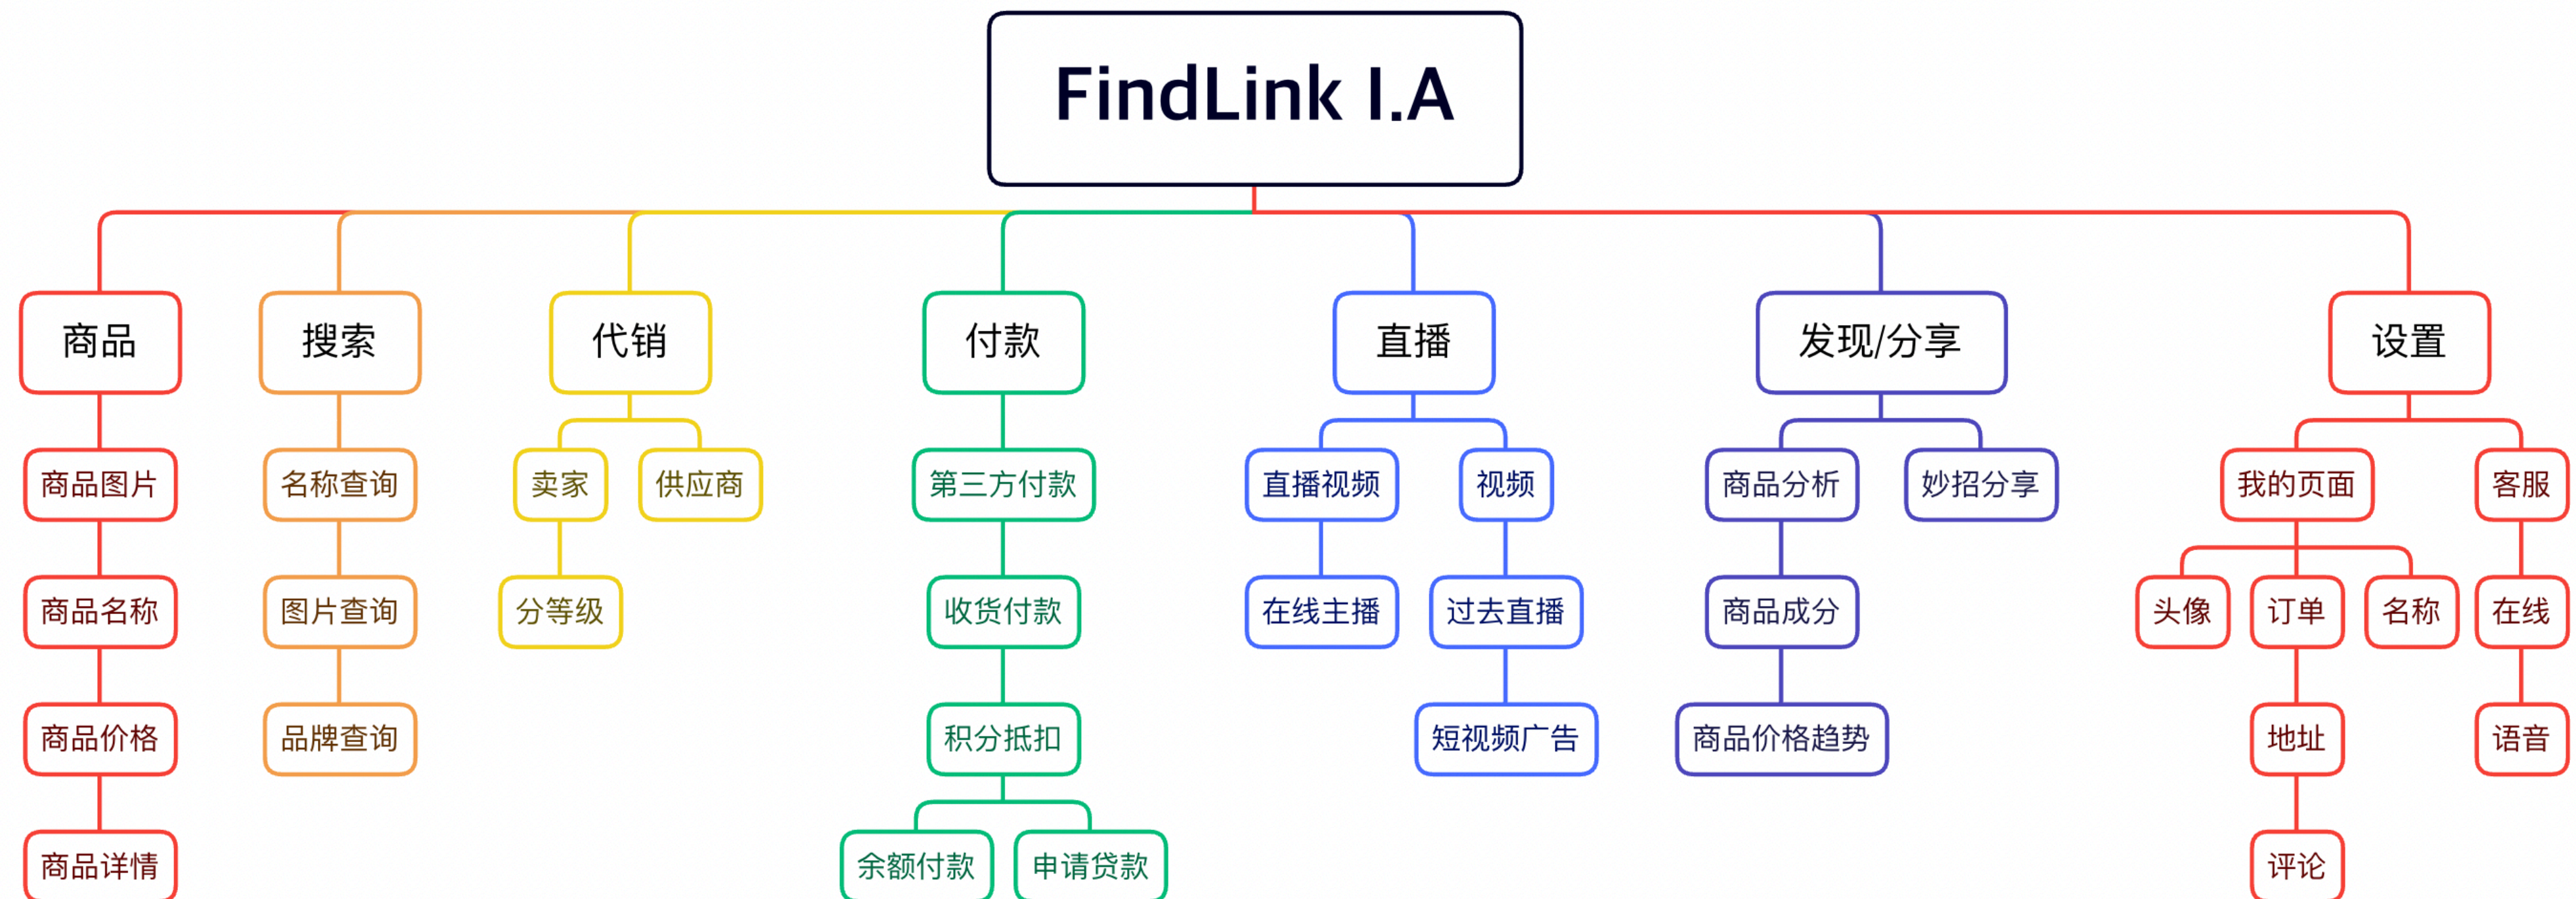 FindLink I.A
商品
搜索
代销
付款
直播
发现/分享
设置
商品图片
名称查询
卖家
供应商
第三方付款
直播视频
视频
商品分析
妙招分享
我的页面
客服
商品名称
图片查询
分等级
收货付款
在线主播
过去直播
商品成分
头像
订单
名称
在线
商品价格
品牌查询
积分抵扣
短视频广告
商品价格趋势
地址
语音
商品详情
余额付款
申请贷款
评论